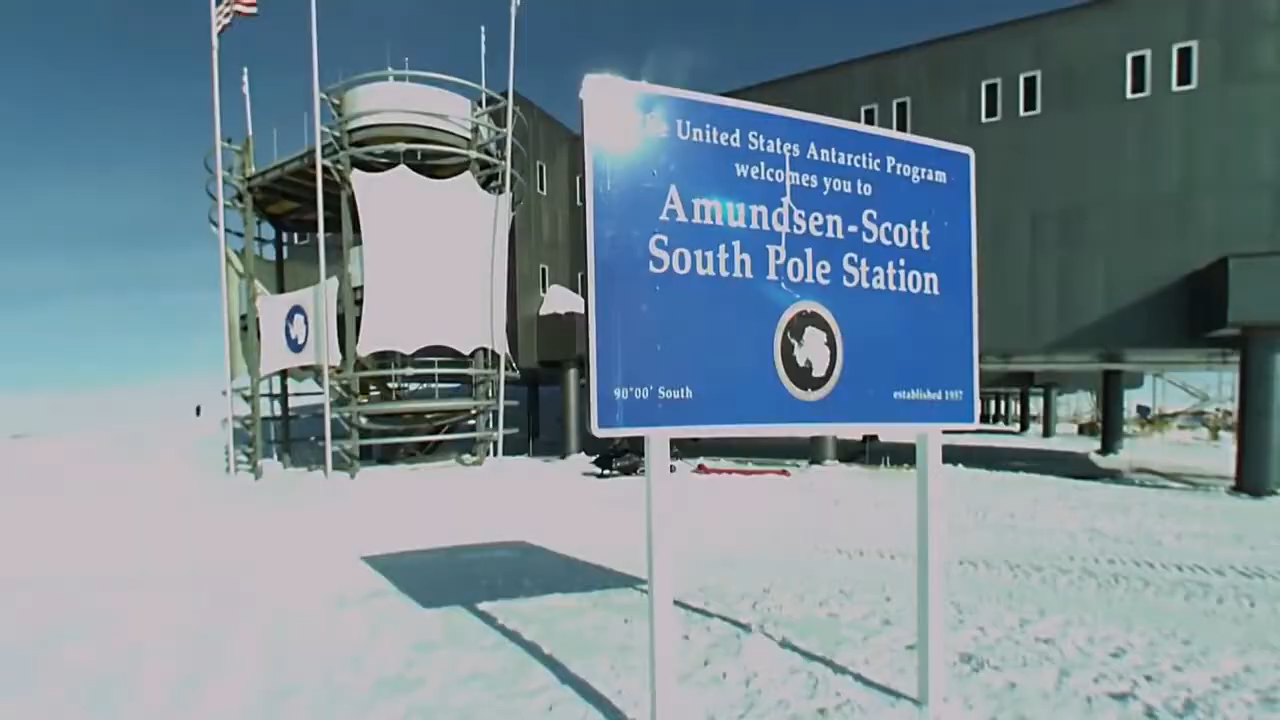 The United States Antarctic Program
welcomes you to
Amundsen-Scott
South Pole Station
90°00' South
established 1957